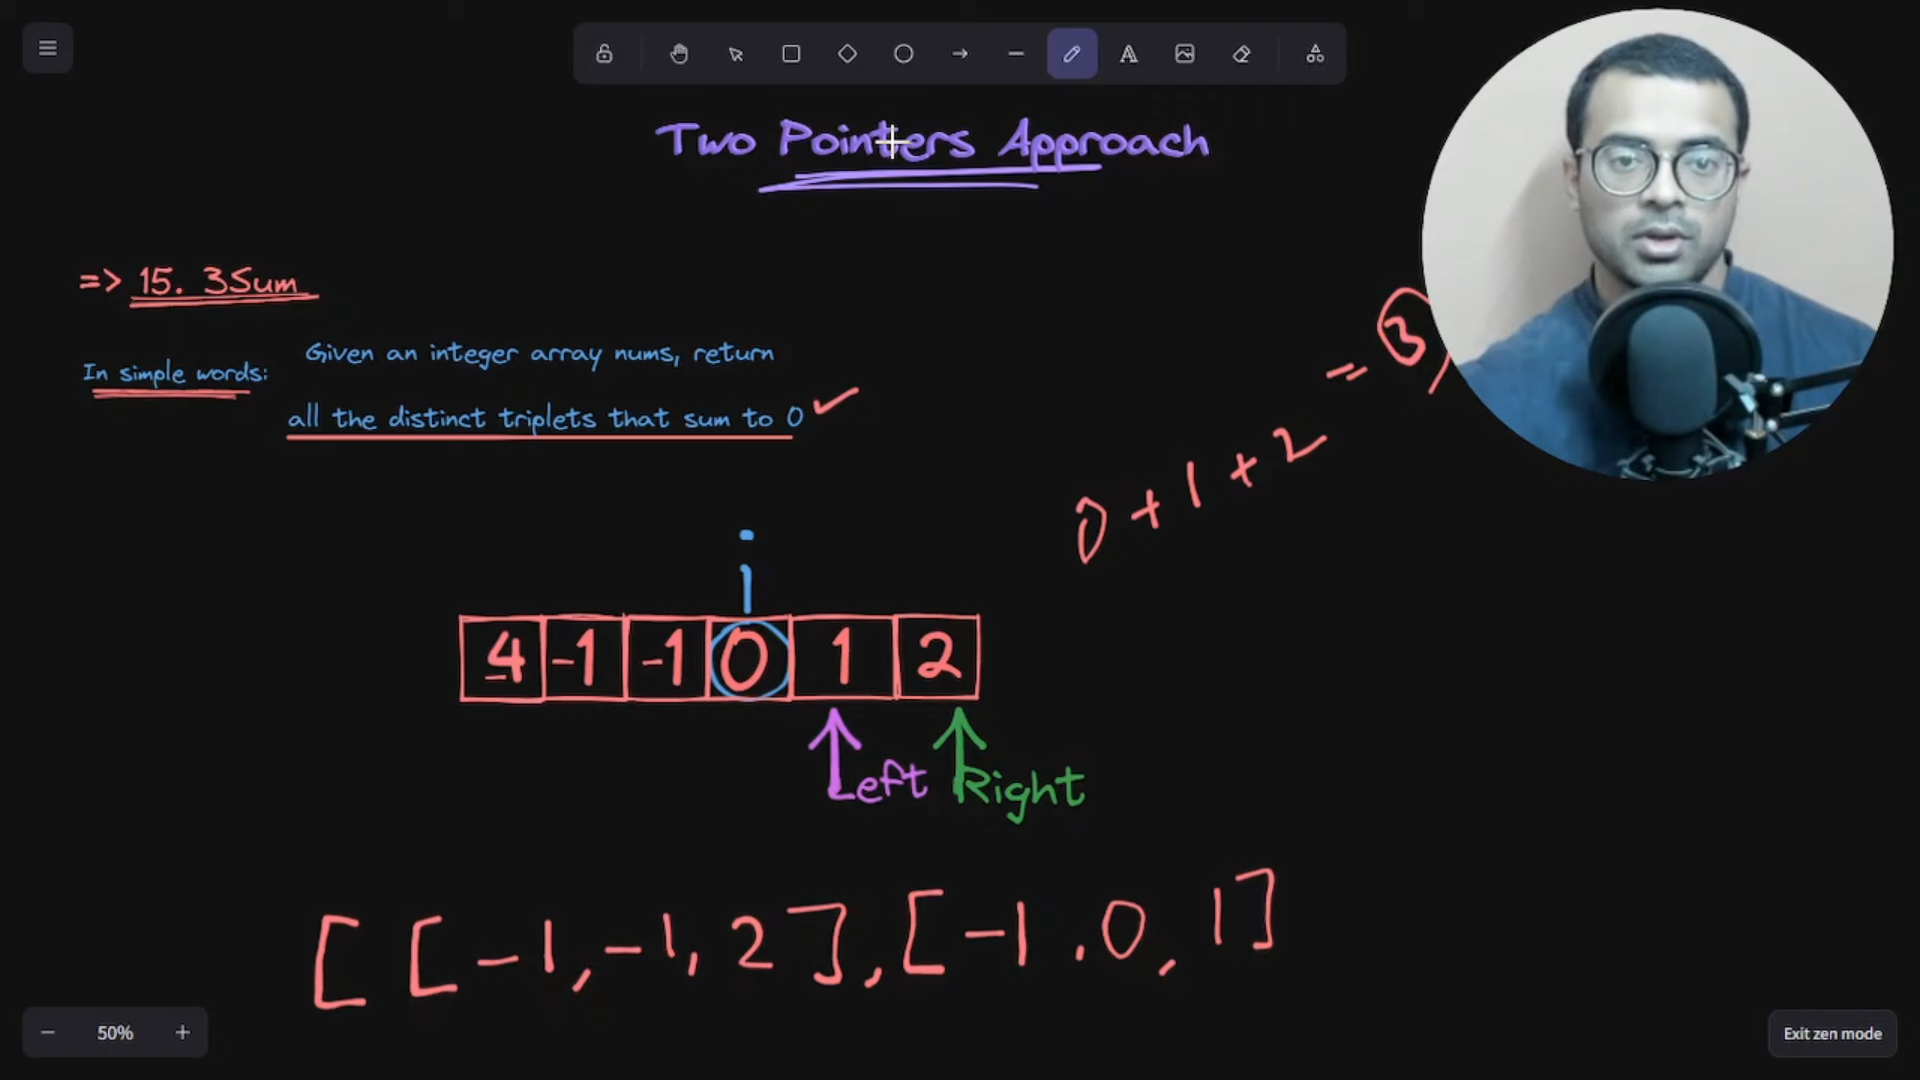 Two Pointers Approach
=> 15. 3Sum
In simple words:
Given an integer array nums, return
all the distinct triplets that sum to 0
0 + 1 + 2 = 3
i
-4 -1 -1 0 1 2
Left
Right
[ [ -1, -1, 2 ], [ -1 . 0, 1 ]
50%
Exit zen mode